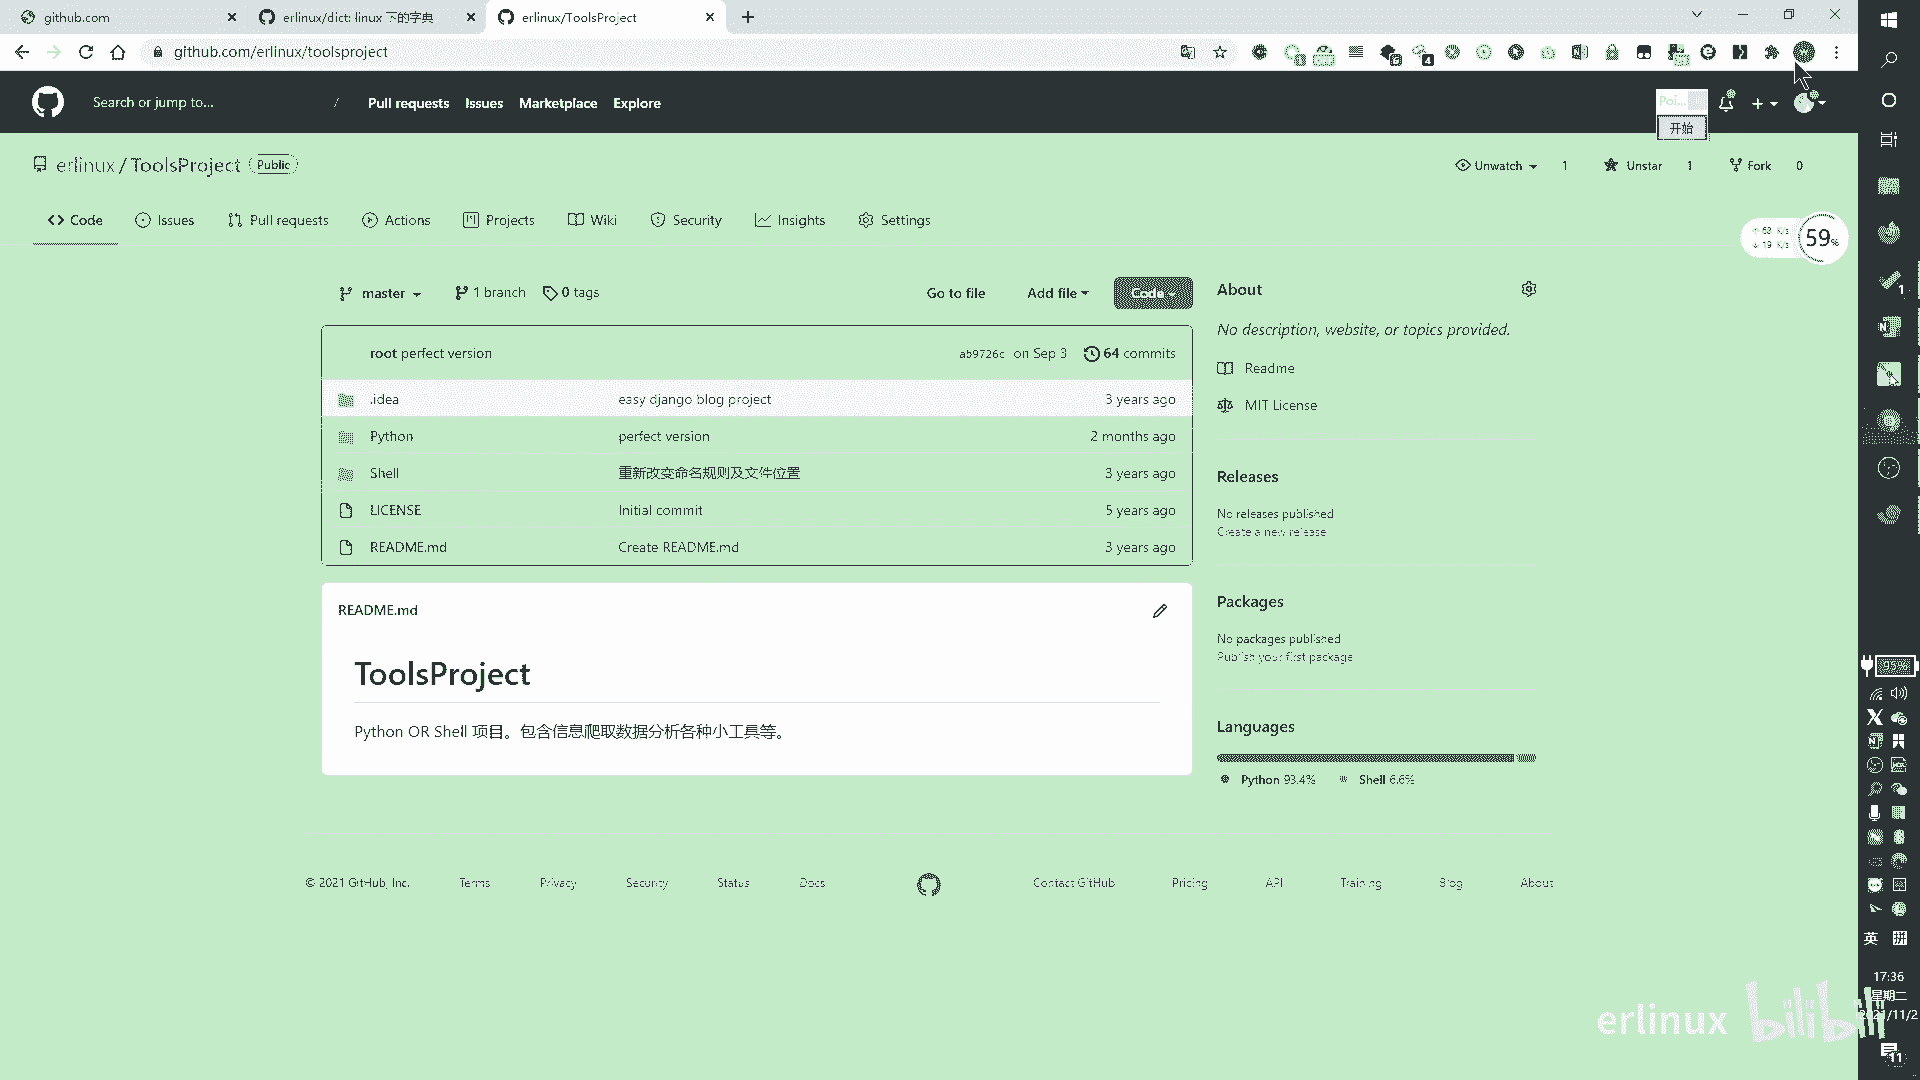 github.com
erlinux/dict: linux 下的字典
erlinux/ToolsProject
github.com/erlinux/toolsproject
Search or jump to...
/
Pull requests
Issues
Marketplace
Explore
开始
erlinux / ToolsProject
Public
Unwatch
1
Unstar
1
Fork
0
Code
Issues
Pull requests
Actions
Projects
Wiki
Security
Insights
Settings
59%
master
1 branch
0 tags
Go to file
Add file
Code
root perfect version
on Sep 3
64 commits
.idea
easy django blog project
3 years ago
Python
perfect version
2 months ago
Shell
重新改变命名规则及文件位置
3 years ago
LICENSE
Initial commit
5 years ago
README.md
Create README.md
3 years ago
README.md
ToolsProject
Python OR Shell 项目。包含信息爬取数据分析各种小工具等。
About
No description, website, or topics provided.
Readme
MIT License
Releases
No releases published
Create a new release
Packages
No packages published
Publish your first package
Languages
Python 93.4%
Shell 6.6%
© 2021 GitHub, Inc.
Terms
Privacy
Security
Status
Docs
Contact GitHub
Pricing
API
Training
Blog
About
95%
英
拼
17:36
星期二
2021/11/2
11
erlinux
bilibili